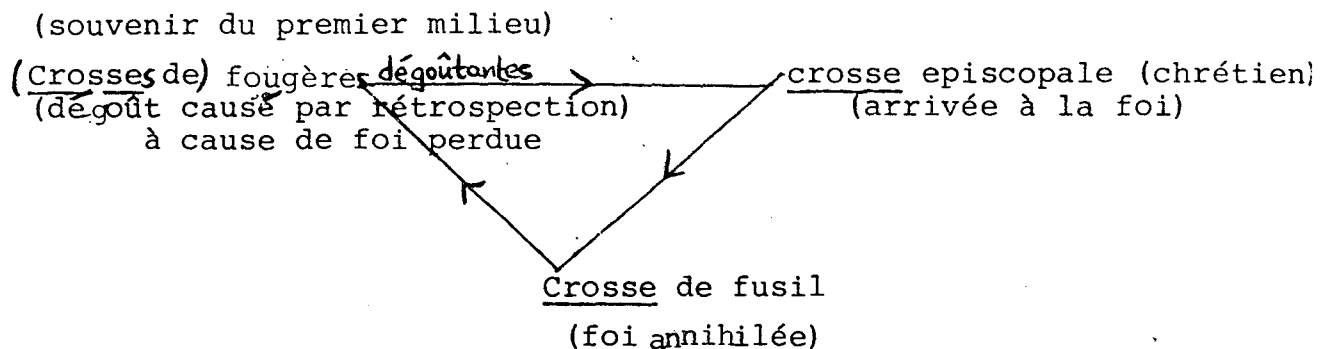 (souvenir du premier milieu)
(Crosses de) fougères dégoûtantes crosse episcopale (chrétien)
(dégoût causé par rétrospection) (arrivée à la foi)
à cause de foi perdue
Crosse de fusil
(foi annihilée)